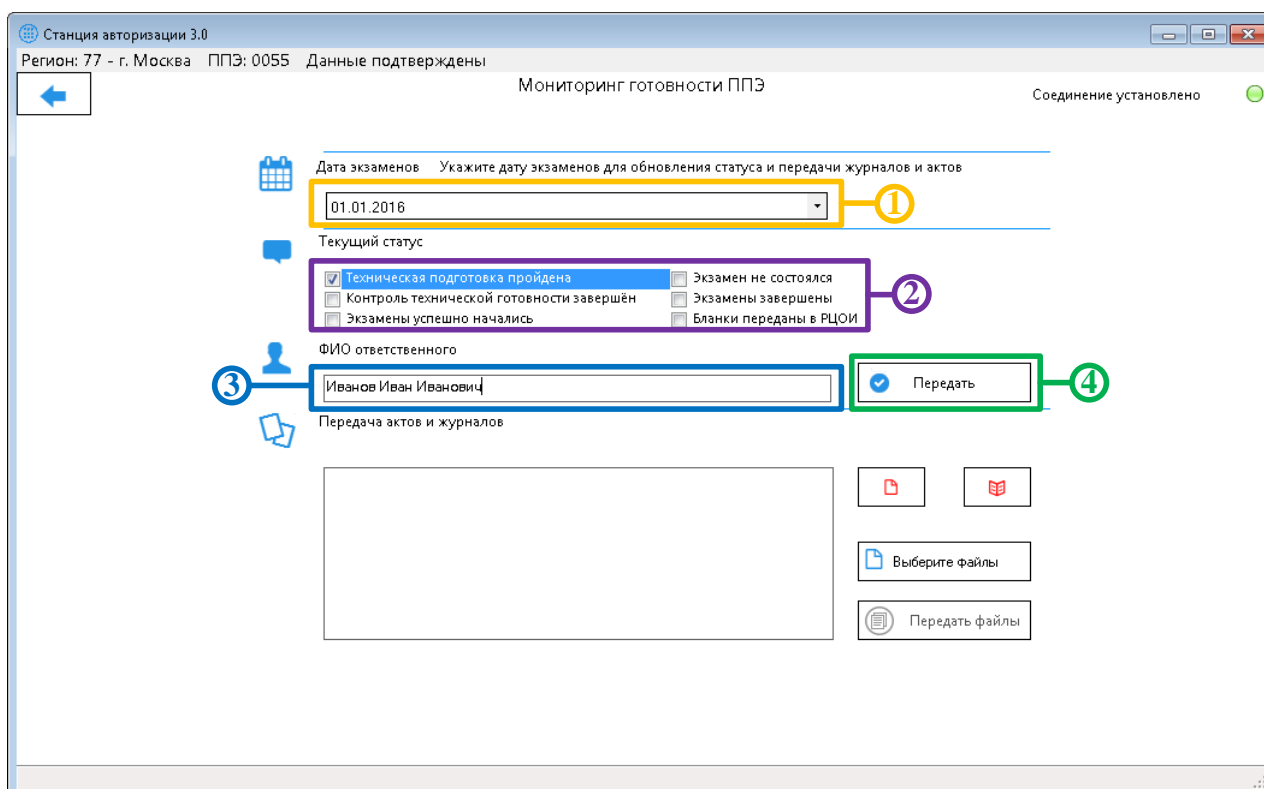 Станция авторизации 3.0
Регион: 77 - г. Москва ППЭ: 0055 Данные подтверждены
Мониторинг готовности ППЭ
Соединение установлено
Дата экзаменов Укажите дату экзаменов для обновления статуса и передачи журналов и актов
01.01.2016
1
Текущий статус
Техническая подготовка пройдена Экзамен не состоялся
Контроль технической готовности завершён Экзамены завершены
2
Экзамены успешно начались Бланки переданы в РЦОИ
ФИО ответственного
3
Иванов Иван Иванович
Передать
4
Передача актов и журналов
Выберите файлы
Передать файлы